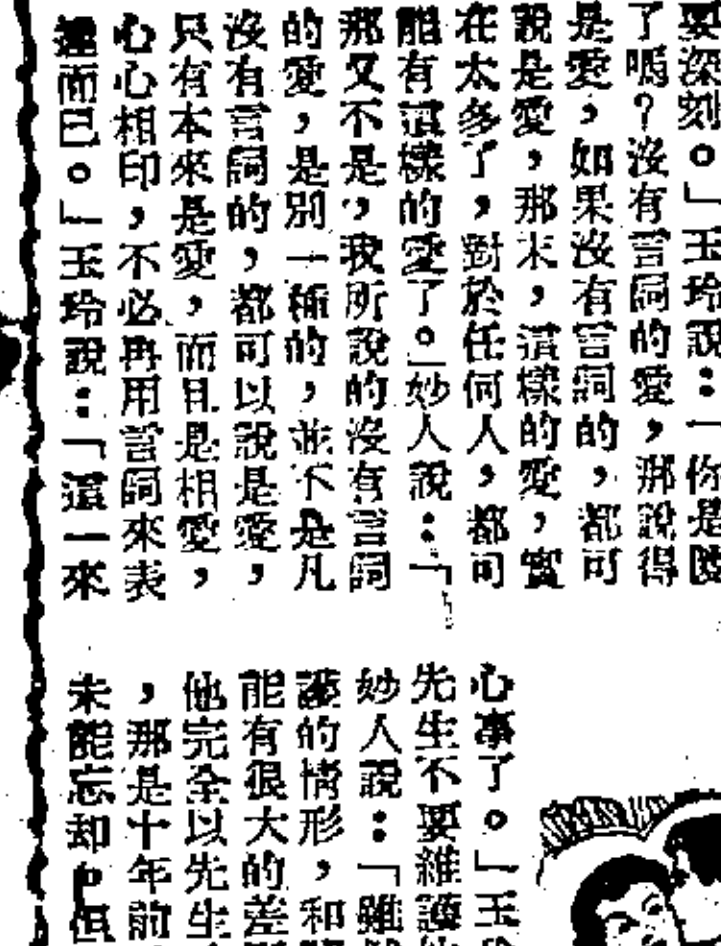 要深刻。」玉玲說：「你是
了嗎？沒有言詞的愛，那說得
是愛，如果沒有言詞的，都可
說是愛，那末，這樣的愛，實
在太多了，對於任何人，都可
能有這樣的愛了。」妙人說：「
那又不是，我所說的沒有言詞
的愛，是別一種的，並不是凡
沒有言詞的，都可以說是愛，
只有本來是愛，而且是相愛，
心心相印，不必再用言詞來表
達而已。」玉玲說：「這一來
心事了。」玉
先生不要維護
妙人說：「雖
護的情形，和
能有很大的差
他完全以先生
，那是十年前
未能忘却，但